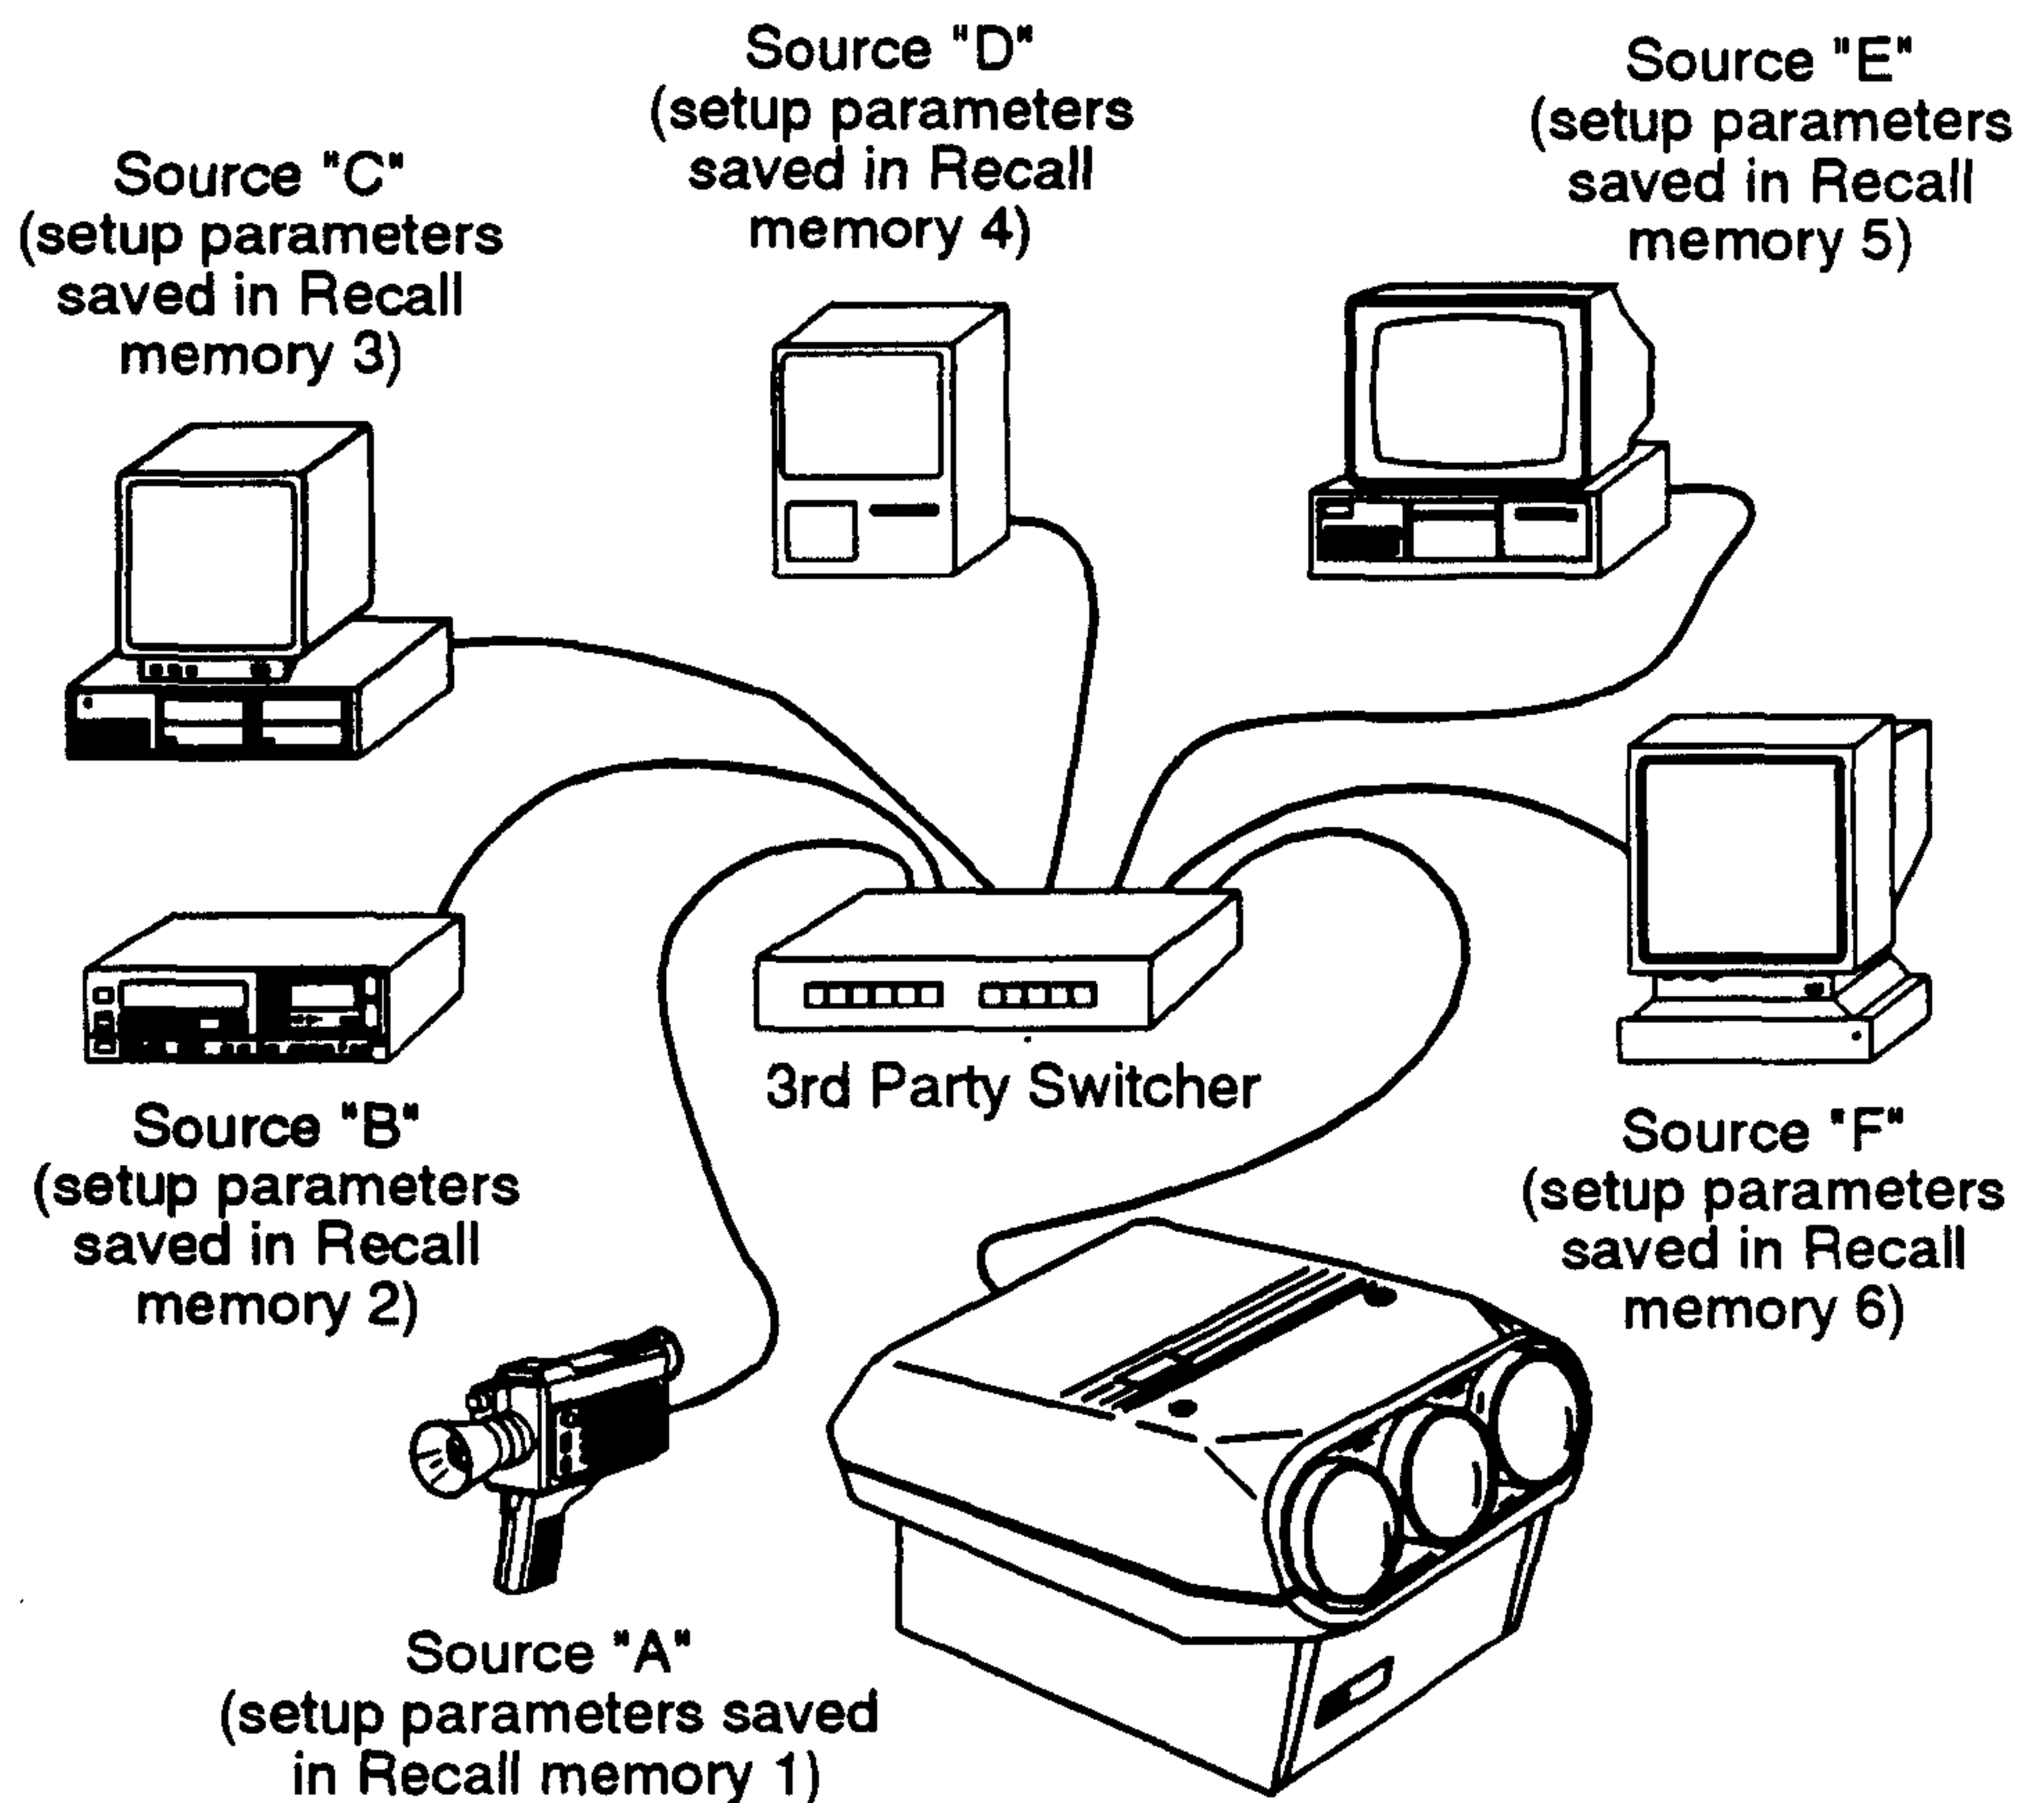 Source "D"
(setup parameters
saved in Recall
memory 4)
Source "E"
(setup parameters
saved in Recall
memory 5)
Source "C"
(setup parameters
saved in Recall
memory 3)
3rd Party Switcher
Source "B"
(setup parameters
saved in Recall
memory 2)
Source "F"
(setup parameters
saved in Recall
memory 6)
Source "A"
(setup parameters saved
in Recall memory 1)